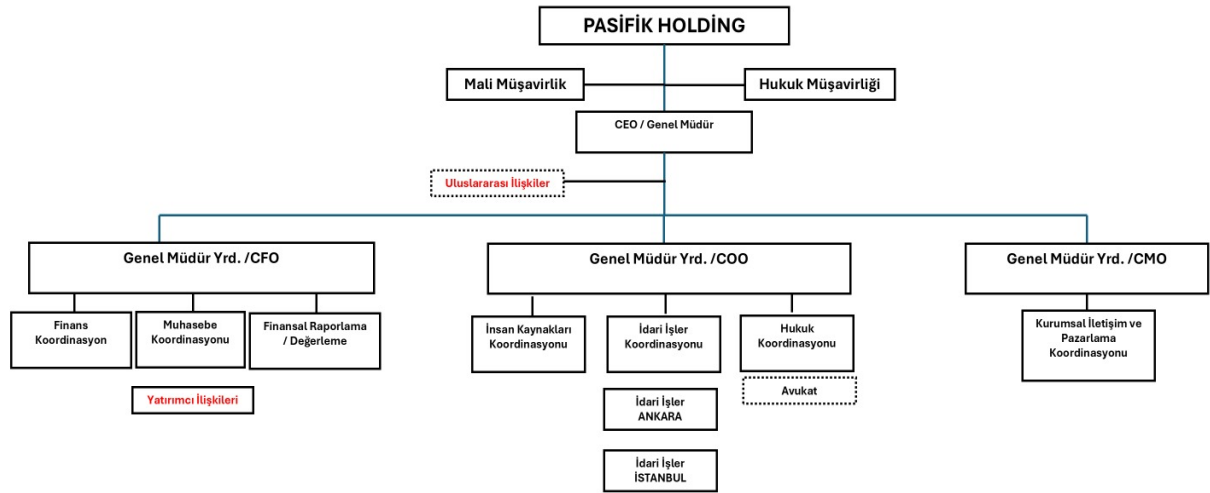 PASİFİK HOLDİNG
Mali Müşavirlik
Hukuk Müşavirliği
CEO / Genel Müdür
Uluslararası İlişkiler
Genel Müdür Yrd. /CFO
Genel Müdür Yrd. /COO
Genel Müdür Yrd. /CMO
Finans
Koordinasyon
Muhasebe
Koordinasyonu
Finansal Raporlama
/ Değerleme
İnsan Kaynakları
Koordinasyonu
İdari İşler
Koordinasyonu
Hukuk
Koordinasyonu
Kurumsal İletişim ve
Pazarlama
Koordinasyonu
Yatırımcı İlişkileri
Avukat
İdari İşler
ANKARA
İdari İşler
İSTANBUL